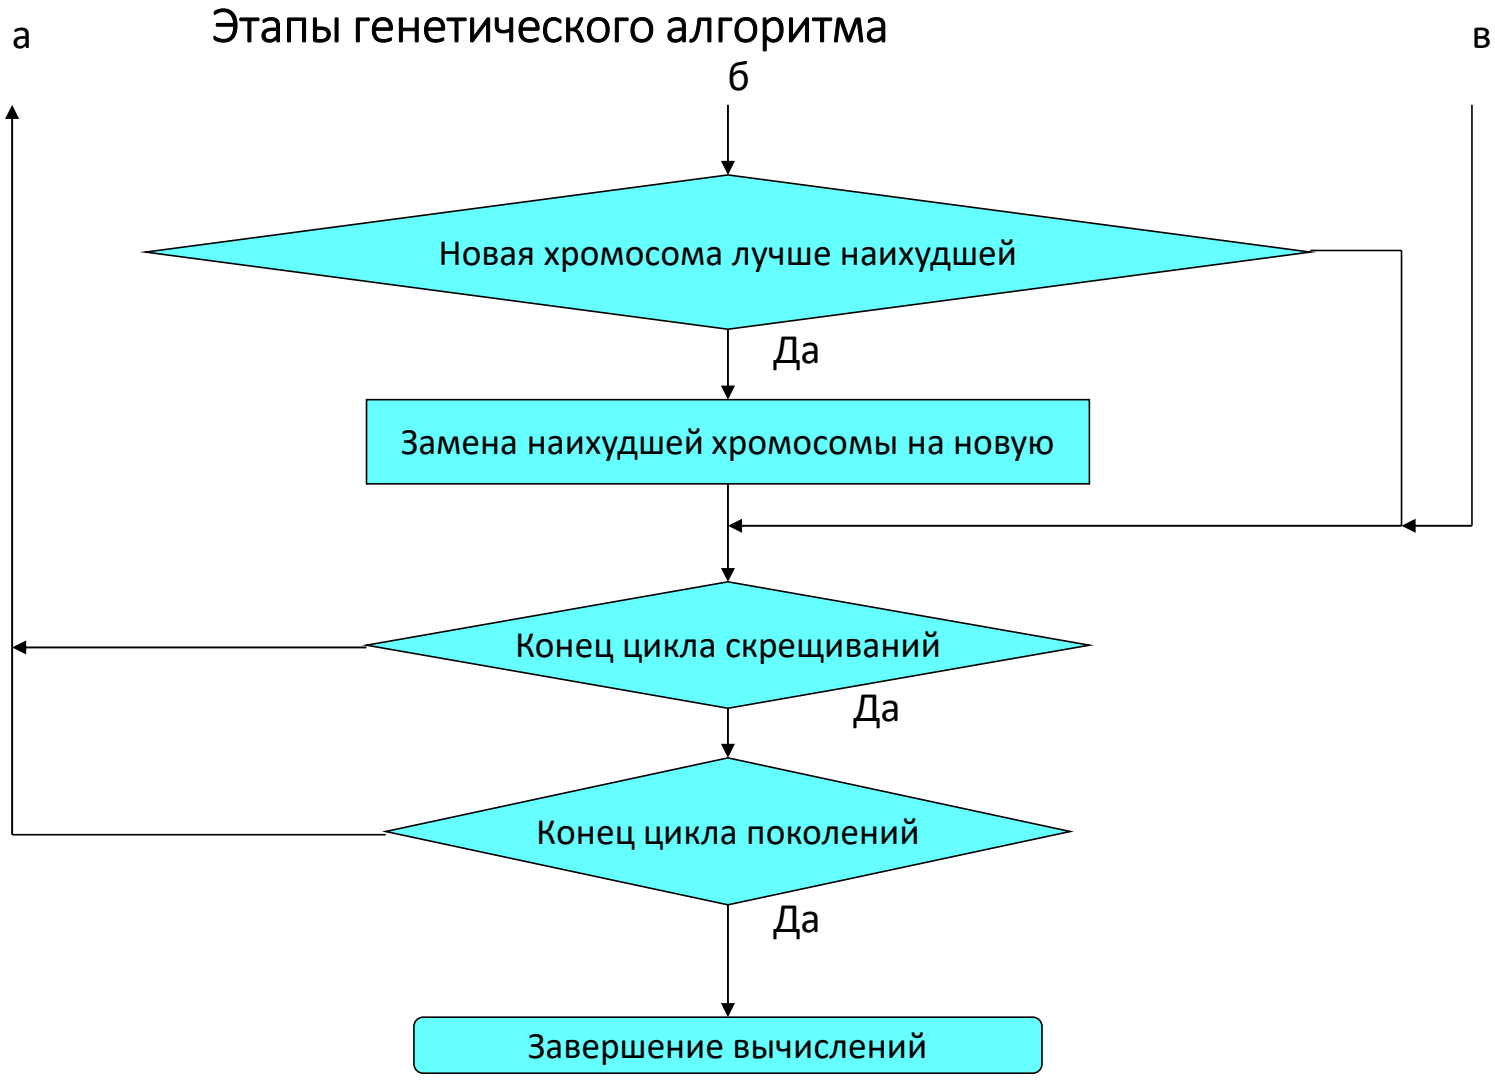 Этапы генетического алгоритма
а
в
б
Новая хромосома лучше наихудшей
Да
Замена наихудшей хромосомы на новую
Конец цикла скрещиваний
Да
Конец цикла поколений
Да
Завершение вычислений